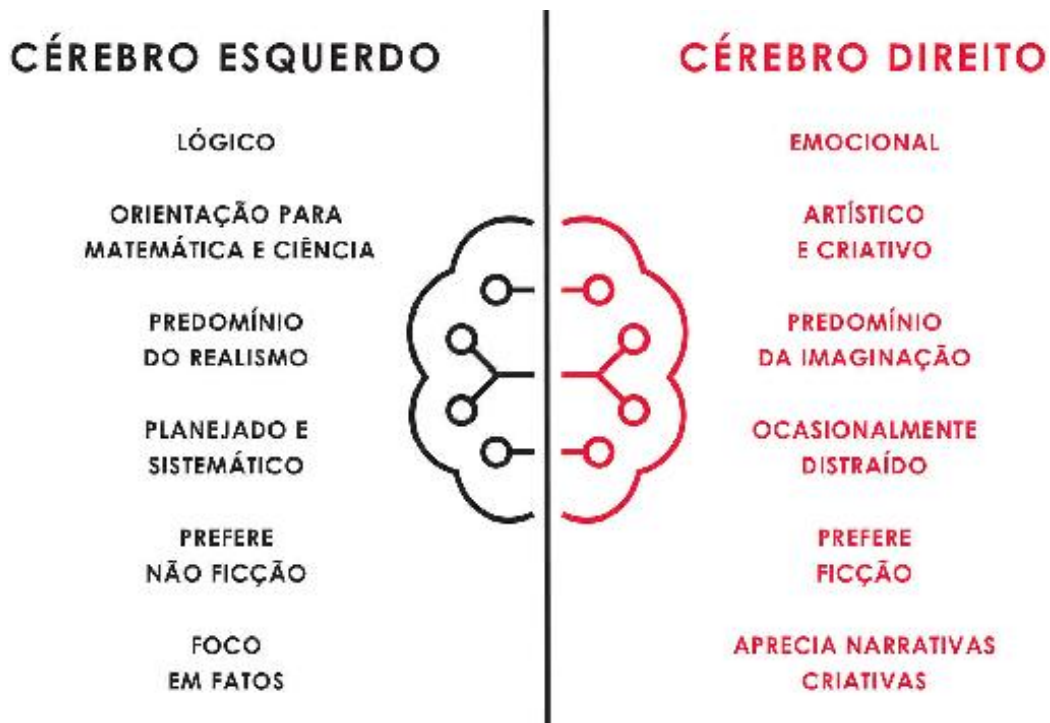 CÉREBRO ESQUERDO
LÓGICO
ORIENTAÇÃO PARA
MATEMÁTICA E CIÊNCIA
PREDOMÍNIO
DO REALISMO
PLANEJADO E
SISTEMÁTICO
PREFERE
NÃO FICÇÃO
FOCO
EM FATOS
CÉREBRO DIREITO
EMOCIONAL
ARTÍSTICO
E CRIATIVO
PREDOMÍNIO
DA IMAGINAÇÃO
OCASIONALMENTE
DISTRAÍDO
PREFERE
FICÇÃO
APRECIA NARRATIVAS
CRIATIVAS